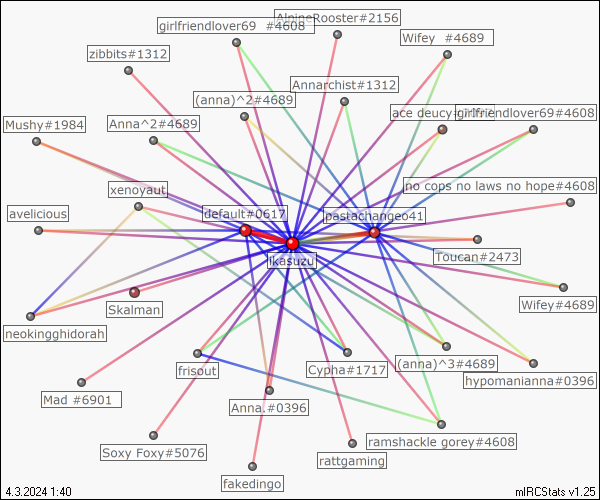 AlpineRooster#2156
girlfriendlover69 #4608
Wifey #4689
zibbits#1312
Annarchist#1312
(anna)^2#4689
ace deucy
girlfriendlover69#4608
Mushy#1984
Anna^2#4689
xenoyaut
no cops no laws no hope#4608
avelicious
default#0617
pastachangeo41
ikasuzu
Toucan#2473
Wifey#4689
Skalman
neokingghidorah
frisout
Cypha#1717
(anna)^3#4689
hypomanianna#0396
Mad #6901
Anna.#0396
ramshackle gorey#4608
Soxy Foxy#5076
rattgaming
fakedingo
4.3.2024 1:40
mIRCStats v1.25